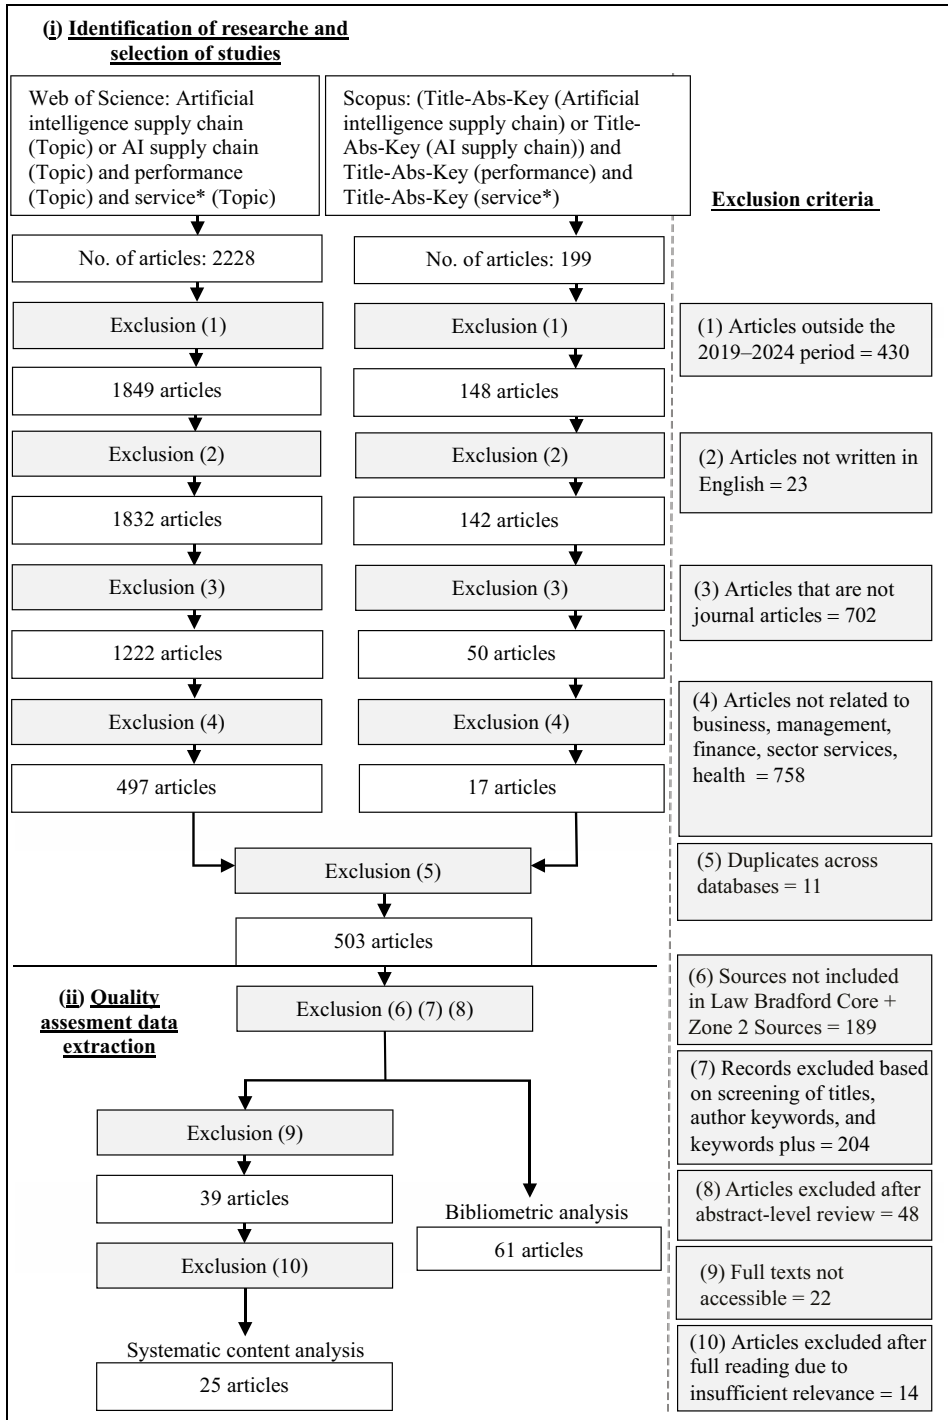 (i) Identification of researche and
selection of studies
Web of Science: Artificial
intelligence supply chain
(Topic) or AI supply chain
(Topic) and performance
(Topic) and service* (Topic)
Scopus: (Title-Abs-Key (Artificial
intelligence supply chain) or Title-
Abs-Key (AI supply chain)) and
Title-Abs-Key (performance) and
Title-Abs-Key (service*)
Exclusion criteria
No. of articles: 2228
No. of articles: 199
Exclusion (1)
Exclusion (1)
(1) Articles outside the
2019–2024 period = 430
1849 articles
148 articles
Exclusion (2)
Exclusion (2)
(2) Articles not written in
English = 23
1832 articles
142 articles
Exclusion (3)
Exclusion (3)
(3) Articles that are not
journal articles = 702
1222 articles
50 articles
Exclusion (4)
Exclusion (4)
(4) Articles not related to
business, management,
finance, sector services,
health = 758
497 articles
17 articles
Exclusion (5)
(5) Duplicates across
databases = 11
503 articles
(ii) Quality
assesment data
extraction
Exclusion (6) (7) (8)
(6) Sources not included
in Law Bradford Core +
Zone 2 Sources = 189
(7) Records excluded based
on screening of titles,
author keywords, and
keywords plus = 204
Exclusion (9)
39 articles
(8) Articles excluded after
abstract-level review = 48
Bibliometric analysis
61 articles
Exclusion (10)
(9) Full texts not
accessible = 22
Systematic content analysis
25 articles
(10) Articles excluded after
full reading due to
insufficient relevance = 14